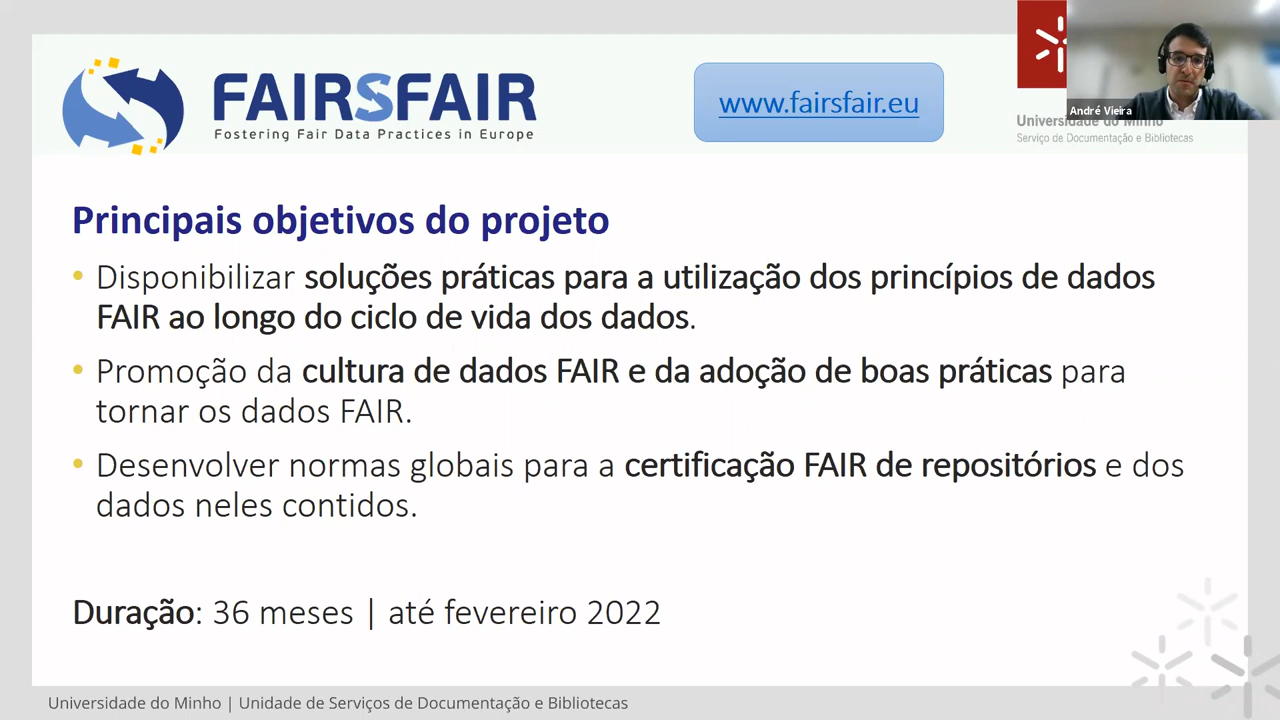 FAIRSFAIR
Fostering Fair Data Practices in Europe
www.fairsfair.eu
André Vieira
Universidade do Minho
Serviço de Documentação e Bibliotecas
Principais objetivos do projeto
• Disponibilizar soluções práticas para a utilização dos princípios de dados
FAIR ao longo do ciclo de vida dos dados.
• Promoção da cultura de dados FAIR e da adoção de boas práticas para
tornar os dados FAIR.
• Desenvolver normas globais para a certificação FAIR de repositórios e dos
dados neles contidos.
Duração: 36 meses | até fevereiro 2022
Universidade do Minho | Unidade de Serviços de Documentação e Bibliotecas